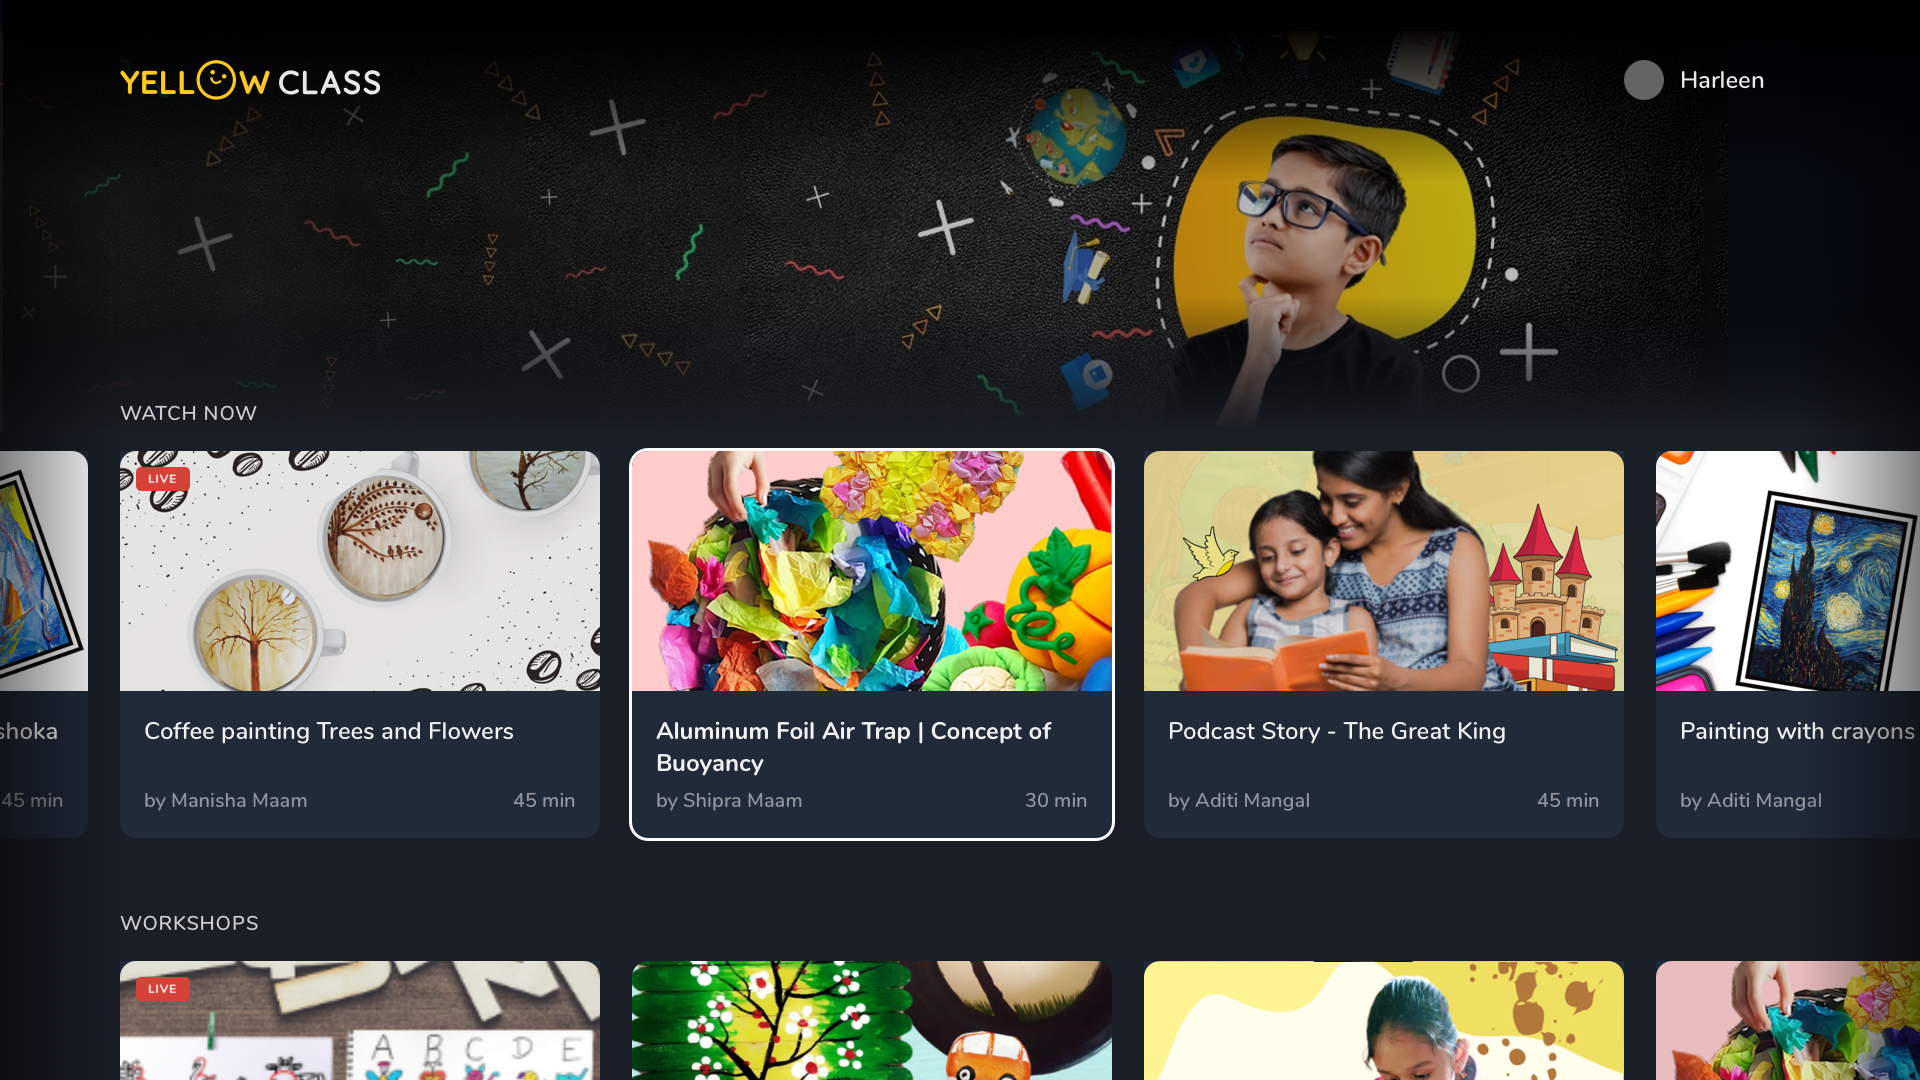 YELLOW CLASS
Harleen
WATCH NOW
shoka
45 min
LIVE
Coffee painting Trees and Flowers
by Manisha Maam
45 min
Aluminum Foil Air Trap | Concept of
Buoyancy
by Shipra Maam
30 min
Podcast Story - The Great King
by Aditi Mangal
45 min
Painting with crayons
by Aditi Mangal
WORKSHOPS
LIVE
A B C D E